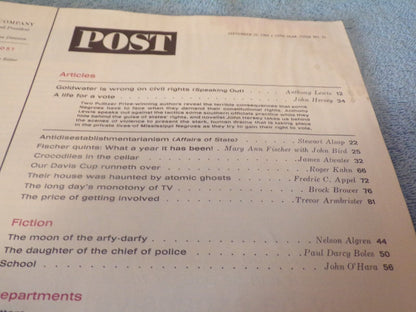 COMPANY
POST
SEPTEMBER 26, 1964
Articles
Goldwater is wrong on civil rights (Speaking Out) Anthony Lewis 12
A life for a vote John Hersey 34
Two Pulitzer Prize-winning authors reveal the terrible consequences that some
Negroes have to face when they demand their constitutional rights. Anthony
Lewis speaks out against the tactics some southern officials practice while they
hide behind the guise of states' rights, and novelist John Hersey takes us behind
the scenes of violence to present the stark, human drama that is taking place
in the private lives of Mississippi Negroes as they try to gain their right to vote.
Antidisestablishmentarianism (Affairs of State) Stewart Alsop 22
Fischer quints: What a year it has been! Mary Ann Fischer with John Bird 25
Crocodiles in the cellar James Atwater 32
Our Davis Cup runneth over Roger Kahn 66
Their house was haunted by atomic ghosts Fredric C. Appel 72
The long day's monotony of TV Brock Brower 76
The price of getting involved Trevor Armbrister 81
Fiction
The moon of the arfy-darfy Nelson Algren 44
The daughter of the chief of police Paul Darcy Boles 50
School John O'Hara 56
epartments